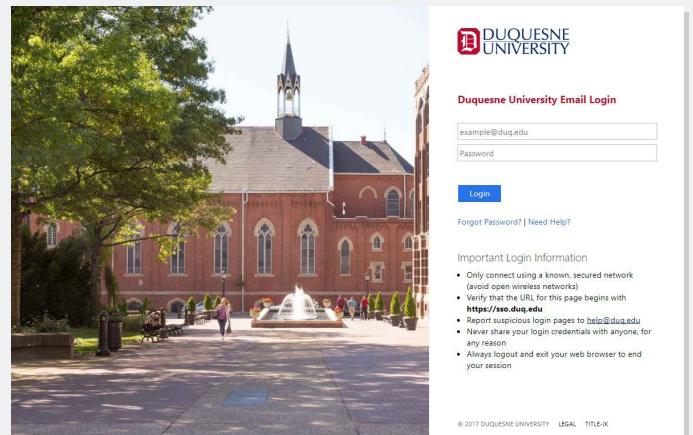 DUQUESNE
UNIVERSITY
Duquesne University Email Login
example@duq.edu
Password
Login
Forgot Password? | Need Help?
Important Login Information
• Only connect using a known, secured network
(avoid open wireless networks)
• Verify that the URL for this page begins with
https://sso.duq.edu
• Report suspicious login pages to help@duq.edu
• Never share your login credentials with anyone, for
any reason
• Always logout and exit your web browser to end
your session
© 2017 DUQUESNE UNIVERSITY LEGAL TITLE-IX